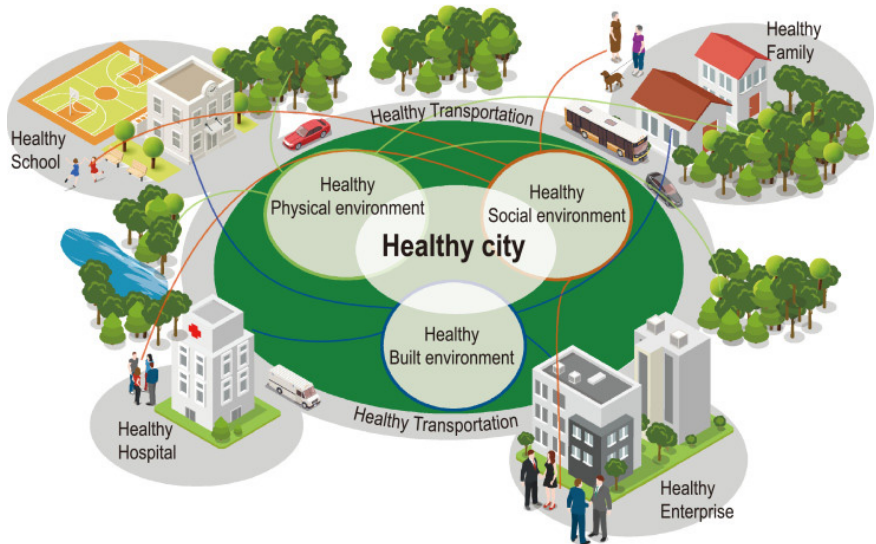 Healthy
Family
Healthy Transportation
Healthy
School
Healthy
Physical environment
Healthy
Social environment
Healthy city
Healthy
Built environment
Healthy Transportation
Healthy
Hospital
Healthy
Enterprise